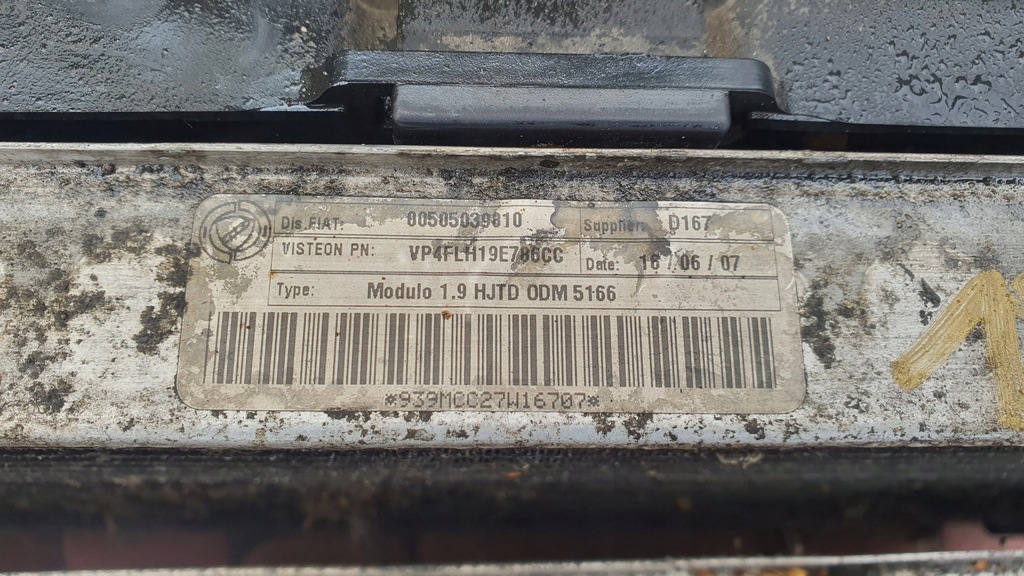 Dis.FIAT: 00505039810 Supplier: D167
VISTEON PN: VP4FLH19E786CC Date: 16 / 06 / 07
Type: Modulo 1.9 HJTD ODM 5166
*939MCC27W16707*